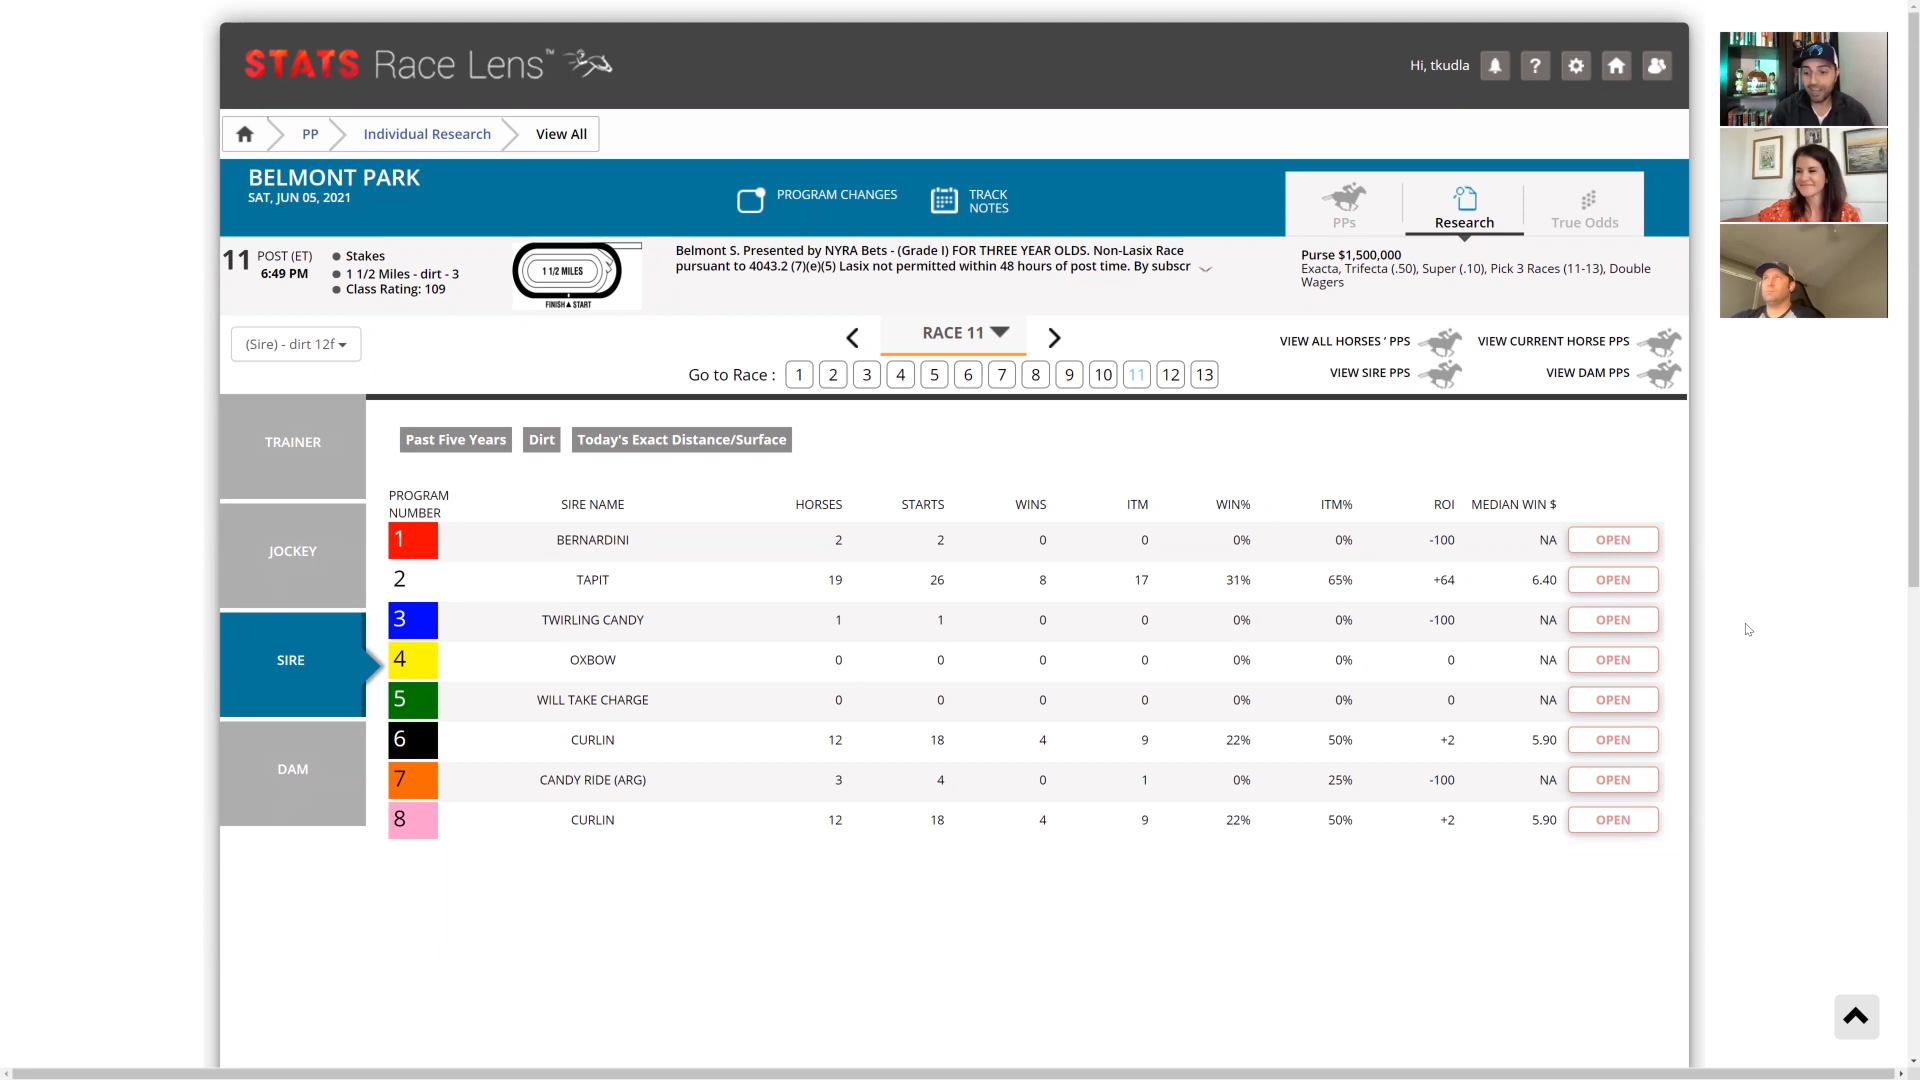 STATS Race Lens™
Hi, tkudla
?
PP
Individual Research
View All
BELMONT PARK
SAT, JUN 05, 2021
PROGRAM CHANGES
TRACK
NOTES
PPs
Research
True Odds
11
POST (ET)
6:49 PM
Stakes
1 1/2 Miles - dirt - 3
Class Rating: 109
1 1/2 MILES
FINISH▲START
Belmont S. Presented by NYRA Bets - (Grade I) FOR THREE YEAR OLDS. Non-Lasix Race
pursuant to 4043.2 (7)(e)(5) Lasix not permitted within 48 hours of post time. By subscr
Purse $1,500,000
Exacta, Trifecta (.50), Super (.10), Pick 3 Races (11-13), Double
Wagers
(Sire) - dirt 12f
RACE 11
Go to Race : 1 2 3 4 5 6 7 8 9 10 11 12 13
VIEW ALL HORSES ' PPS
VIEW CURRENT HORSE PPS
VIEW SIRE PPS
VIEW DAM PPS
TRAINER
JOCKEY
SIRE
DAM
Past Five Years
Dirt
Today's Exact Distance/Surface
PROGRAM
NUMBER
SIRE NAME HORSES STARTS WINS ITM WIN% ITM% ROI MEDIAN WIN $
1 BERNARDINI 2 2 0 0 0% 0% -100 NA OPEN
2 TAPIT 19 26 8 17 31% 65% +64 6.40 OPEN
3 TWIRLING CANDY 1 1 0 0 0% 0% -100 NA OPEN
4 OXBOW 0 0 0 0 0% 0% 0 NA OPEN
5 WILL TAKE CHARGE 0 0 0 0 0% 0% 0 NA OPEN
6 CURLIN 12 18 4 9 22% 50% +2 5.90 OPEN
7 CANDY RIDE (ARG) 3 4 0 1 0% 25% -100 NA OPEN
8 CURLIN 12 18 4 9 22% 50% +2 5.90 OPEN